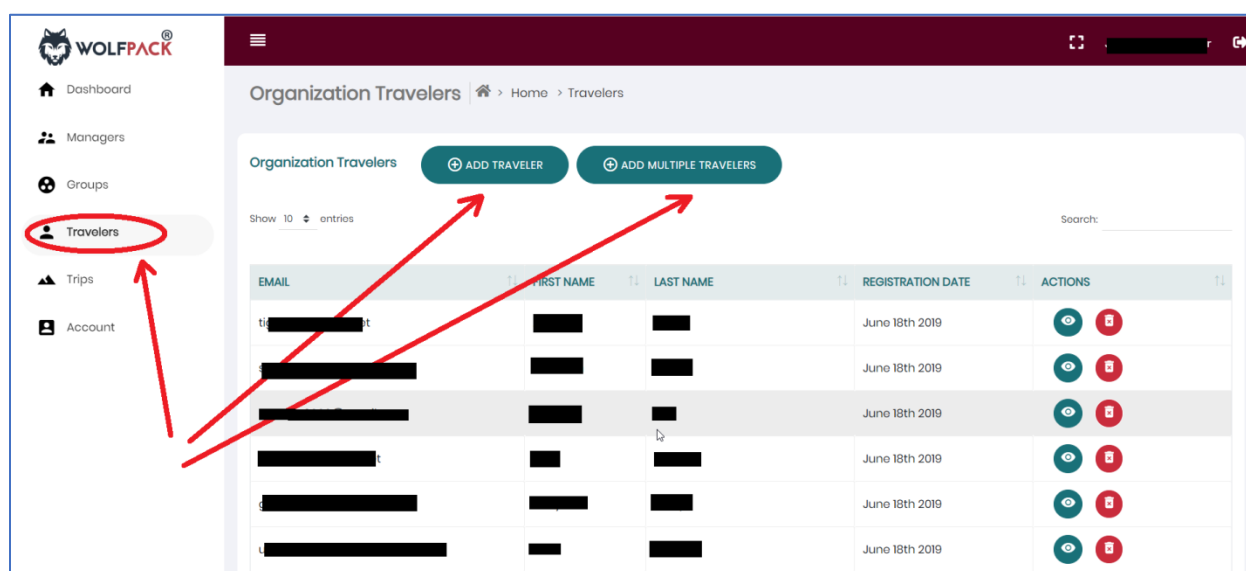 WOLFPACK®
Dashboard
Managers
Groups
Travelers
Trips
Account
Organization Travelers > Home > Travelers
Organization Travelers ADD TRAVELER ADD MULTIPLE TRAVELERS
Show 10 entries Search:
EMAIL FIRST NAME LAST NAME REGISTRATION DATE ACTIONS
June 18th 2019
June 18th 2019
June 18th 2019
June 18th 2019
June 18th 2019
June 18th 2019